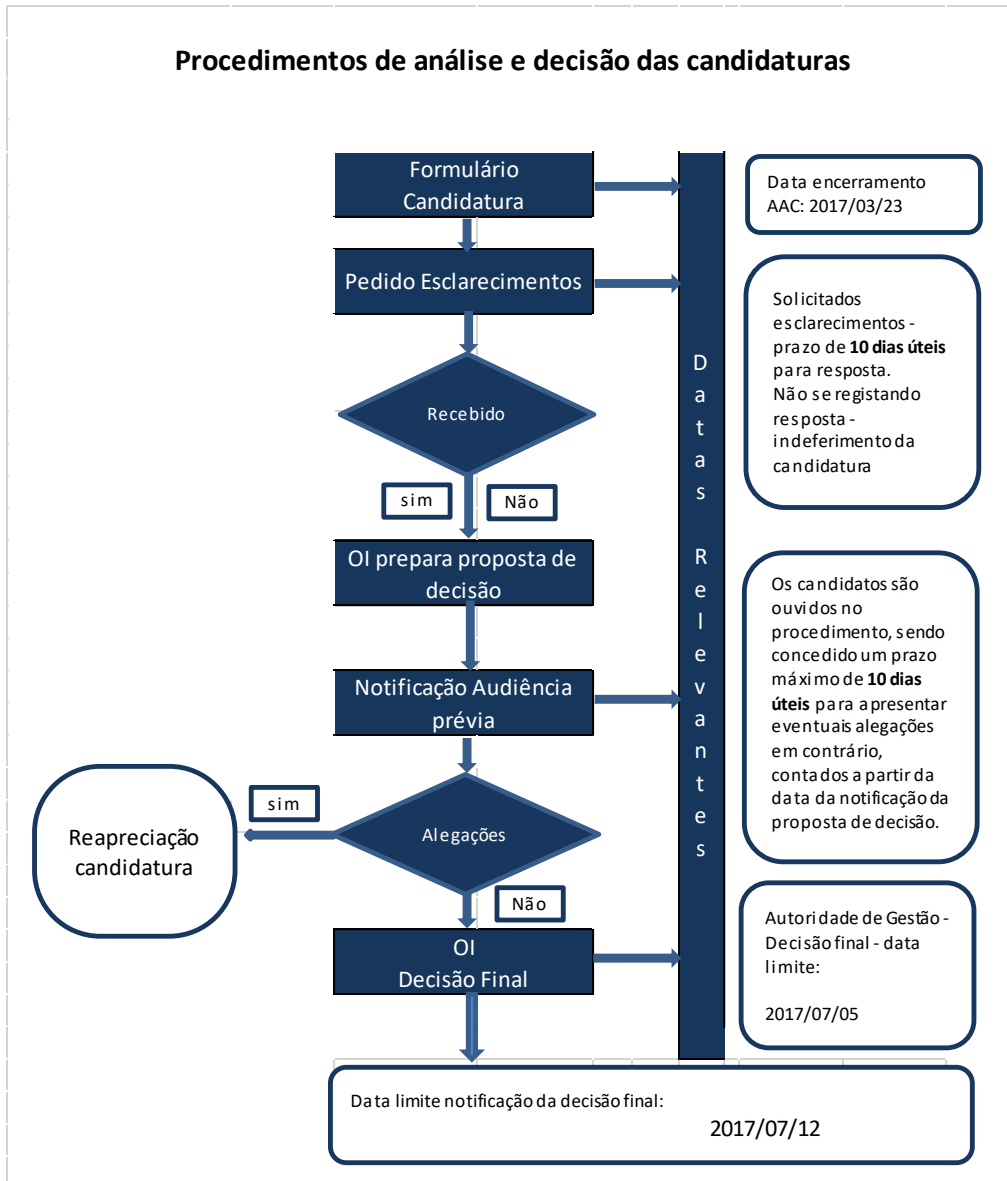 Procedimentos de análise e decisão das candidaturas
Formulário
Candidatura
Data encerramento
AAC: 2017/03/23
Pedido Esclarecimentos
Solicitados
esclarecimentos -
prazo de 10 dias úteis
para resposta.
Não se registando
resposta -
indeferimento da
candidatura
Recebido
sim
Não
Datas Relevantes
OI prepara proposta de
decisão
Os candidatos são
ouvidos no
procedimento, sendo
concedido um prazo
máximo de 10 dias
úteis para apresentar
eventuais alegações
em contrário,
contados a partir da
data da notificação da
proposta de decisão.
Notificação Audiência
prévia
sim
Alegações
Reapreciação
candidatura
Não
OI
Decisão Final
Autoridade de Gestão -
Decisão final - data
limite:
2017/07/05
Data limite notificação da decisão final:
2017/07/12